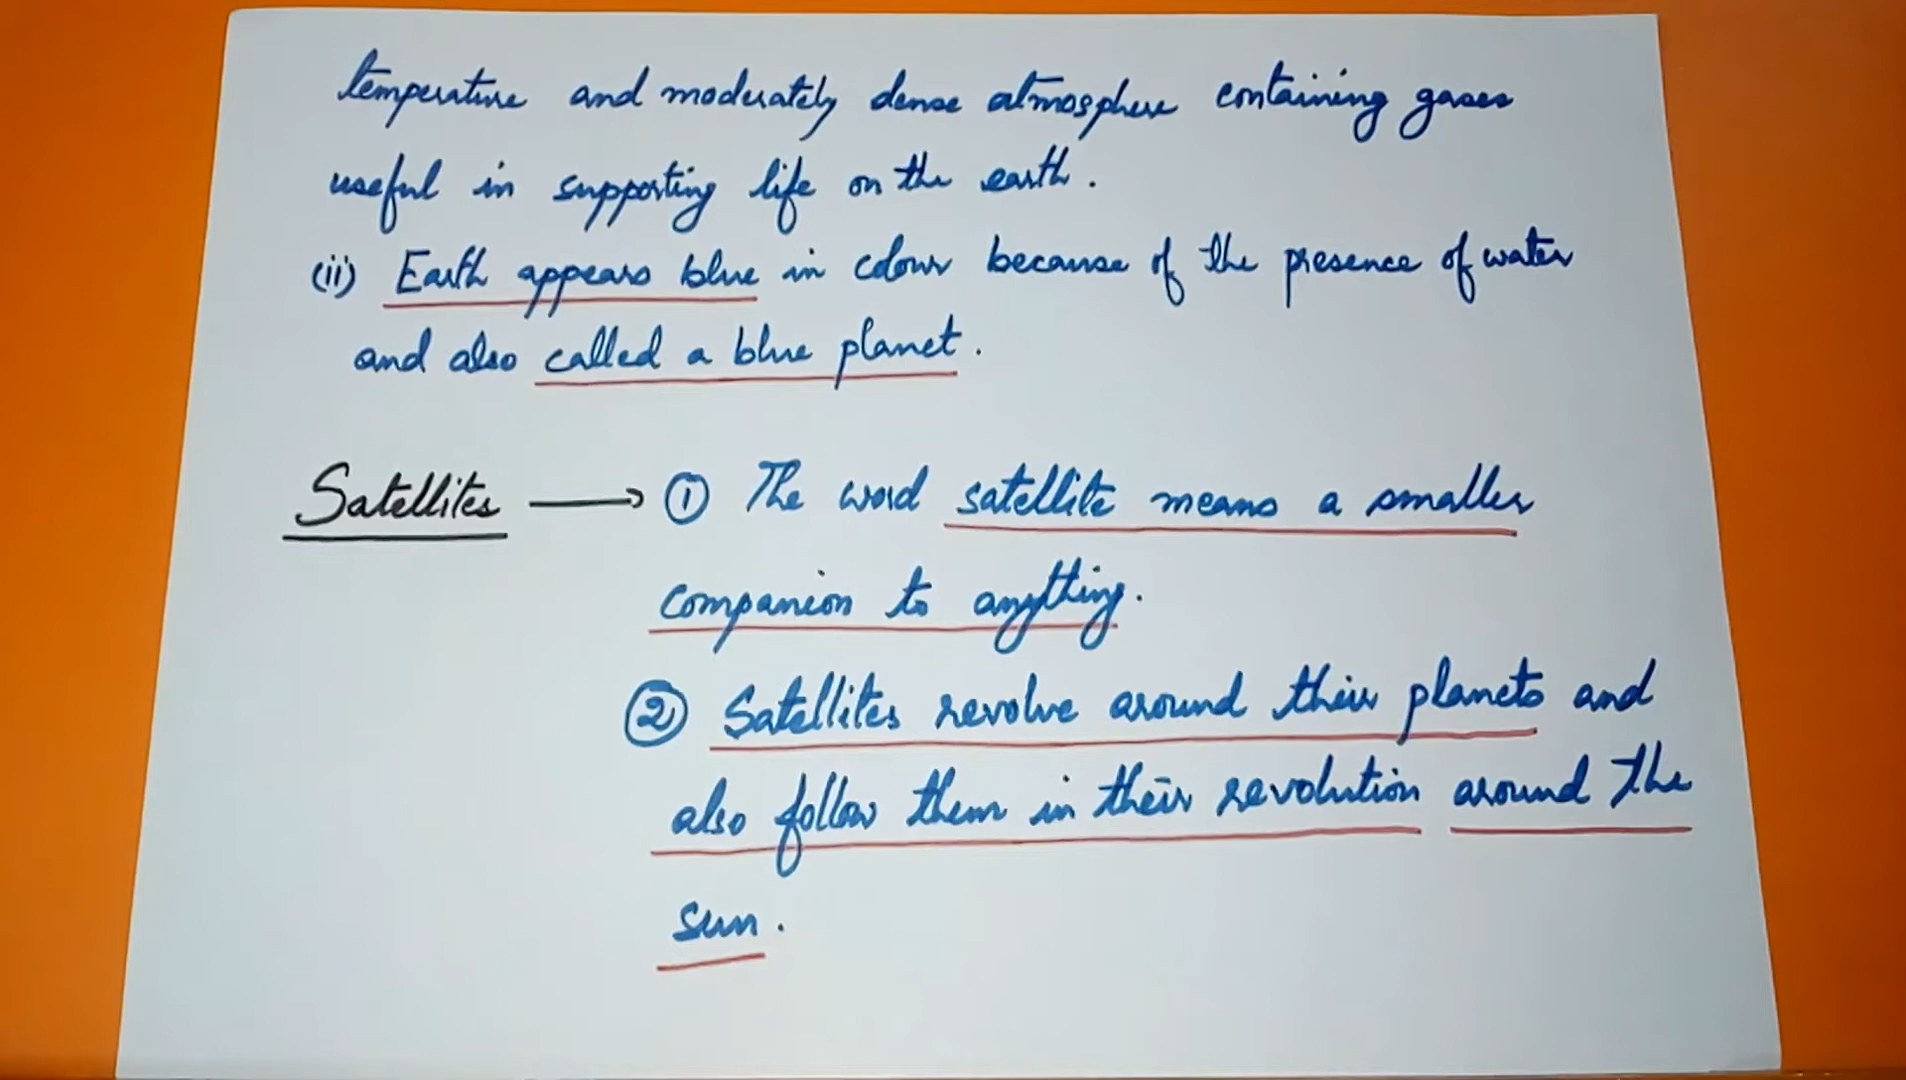 temperature and moderately dense atmosphere containing gases
useful in supporting life on the earth.
(ii) Earth appears blue in colour because of the presence of water
and also called a blue planet.
Satellites → ① The word satellite means a smaller
companion to anything.
② Satellites revolve around their planets and
also follow them in their revolution around the
sun.